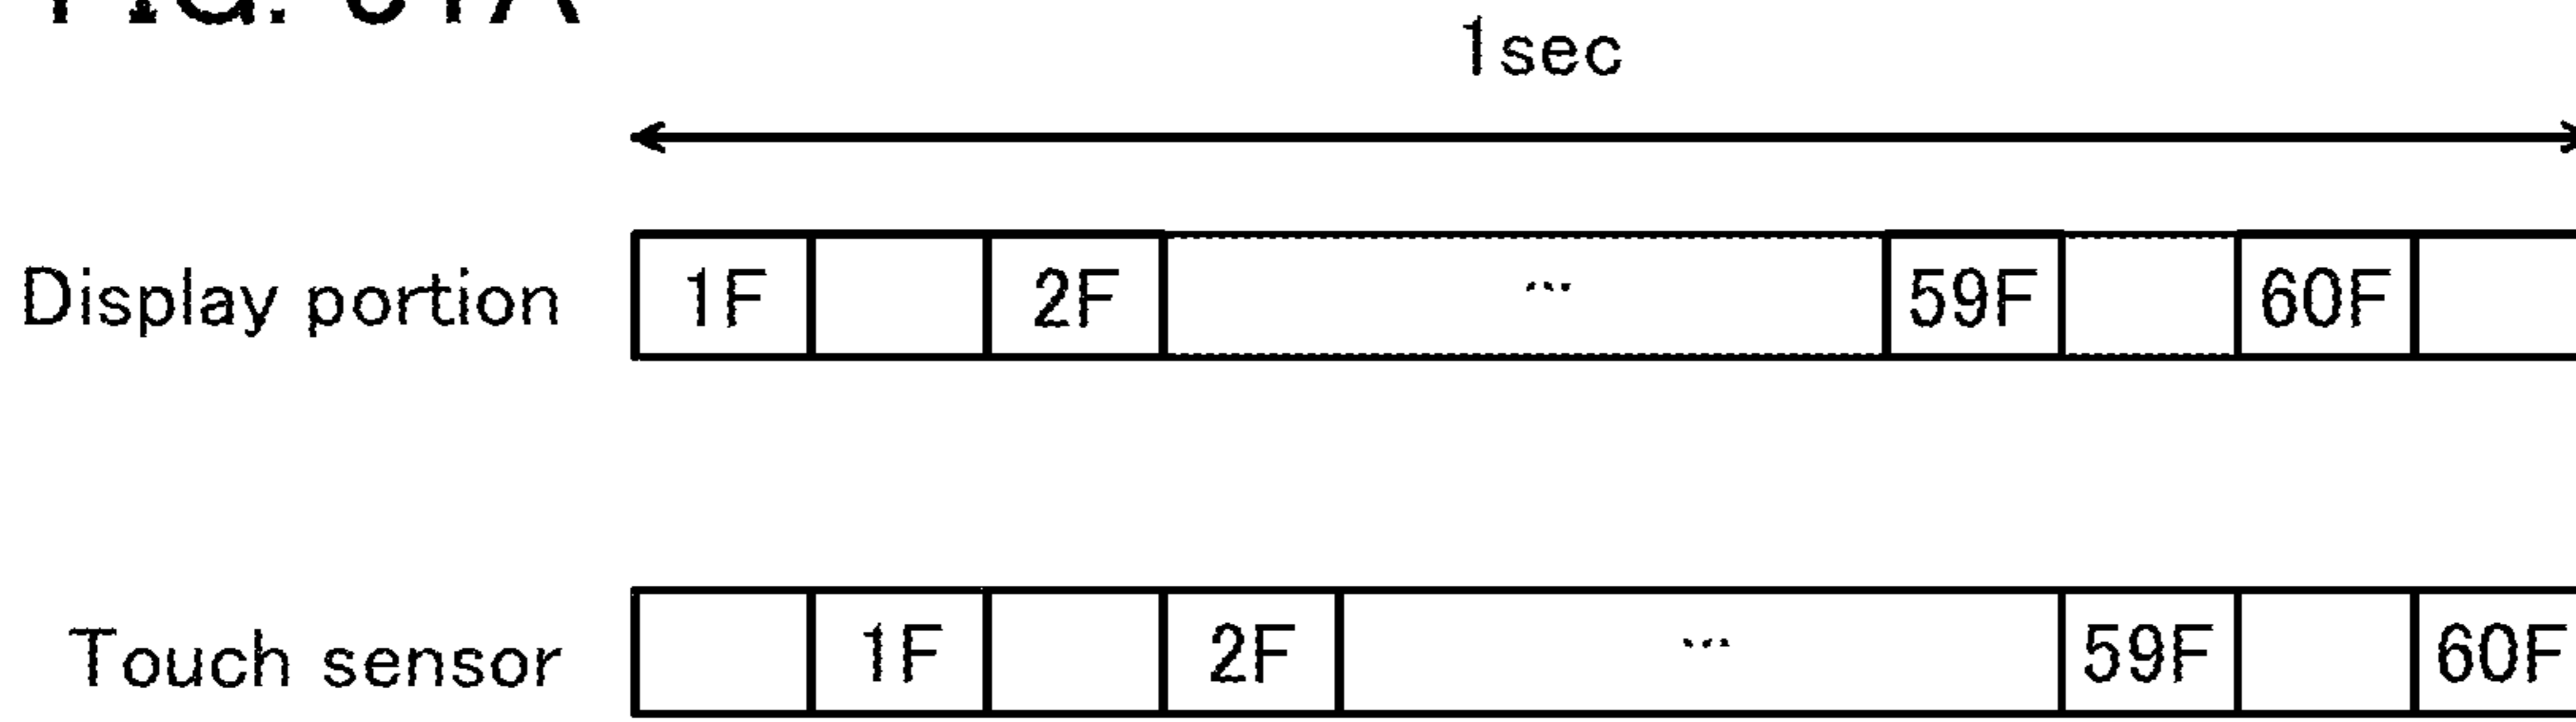 1sec
Display portion 1F 2F ... 59F 60F
Touch sensor 1F 2F ... 59F 60F